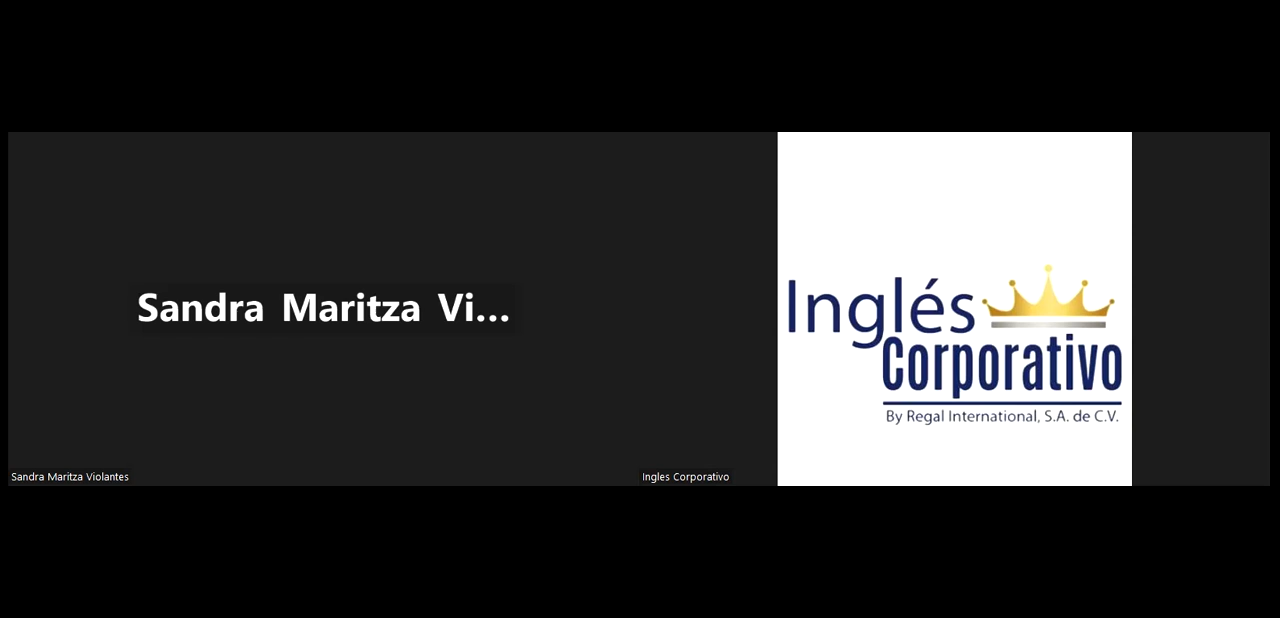 Sandra Maritza Vi...
Sandra Maritza Violantes
Inglés
Corporativo
By Regal International, S.A. de C.V.
Ingles Corporativo